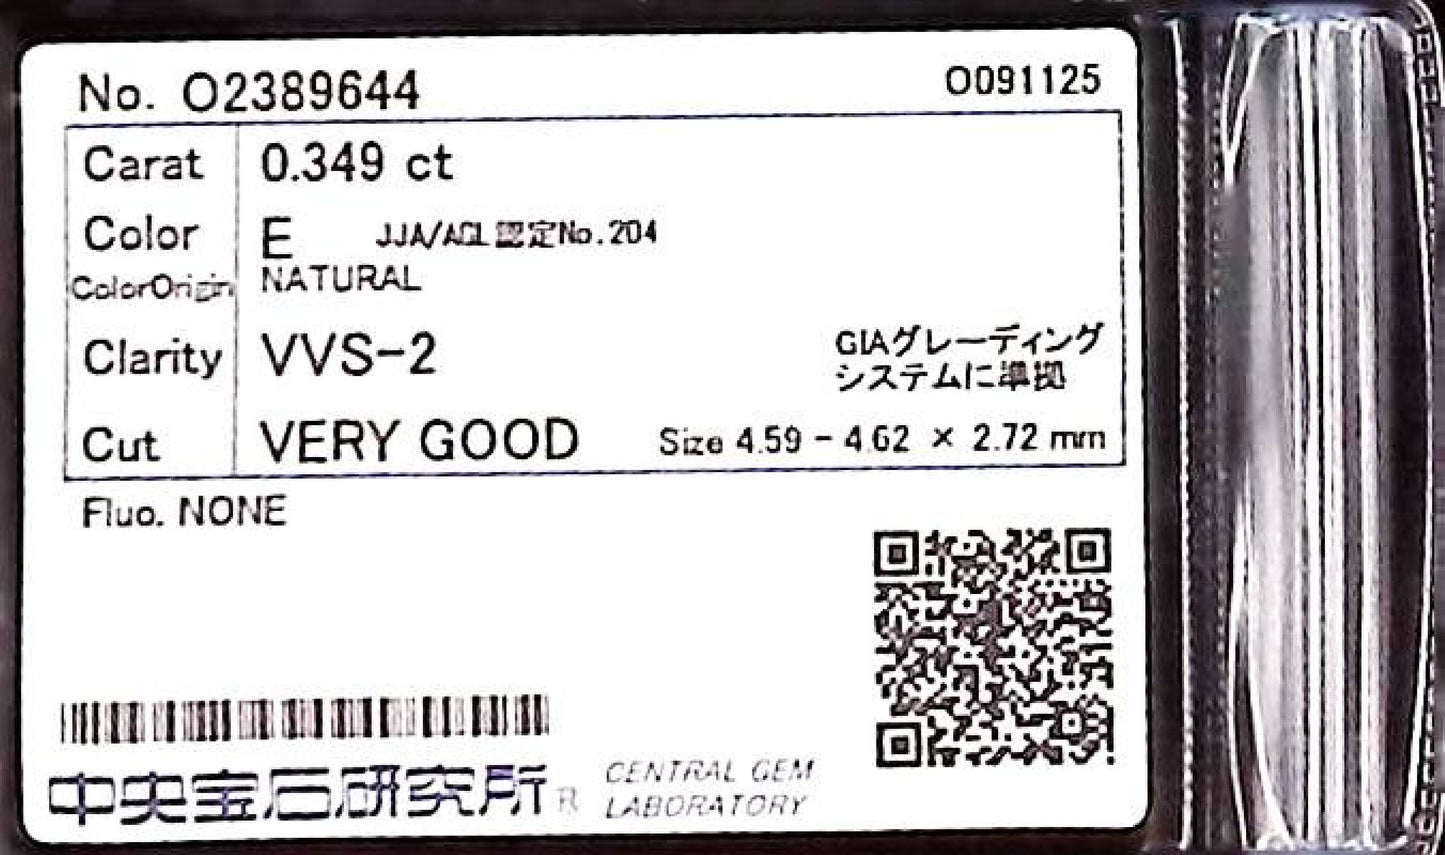 No. O2389644 O091125
Carat 0.349 ct
Color E JJA/AGL認定No.204
ColorOrigin NATURAL
Clarity VVS-2 GIAグレーディング
システムに準拠
Cut VERY GOOD Size 4.59 - 4.62 × 2.72 mm
Fluo. NONE
中央宝石研究所® CENTRAL GEM
LABORATORY